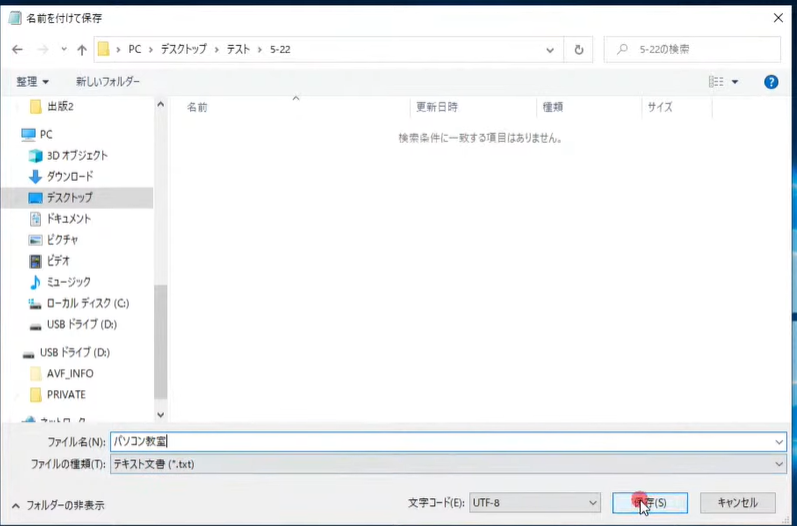 名前を付けて保存
PC › デスクトップ › テスト › 5-22
5-22の検索
整理
新しいフォルダー
出版2
PC
3D オブジェクト
ダウンロード
デスクトップ
ドキュメント
ピクチャ
ビデオ
ミュージック
ローカル ディスク (C:)
USB ドライブ (D:)
USB ドライブ (D:)
AVF_INFO
PRIVATE
名前
更新日時
種類
サイズ
検索条件に一致する項目はありません。
ファイル名(N):
パソコン教室
ファイルの種類(T):
テキスト文書 (*.txt)
フォルダーの非表示
文字コード(E):
UTF-8
存(S)
キャンセル